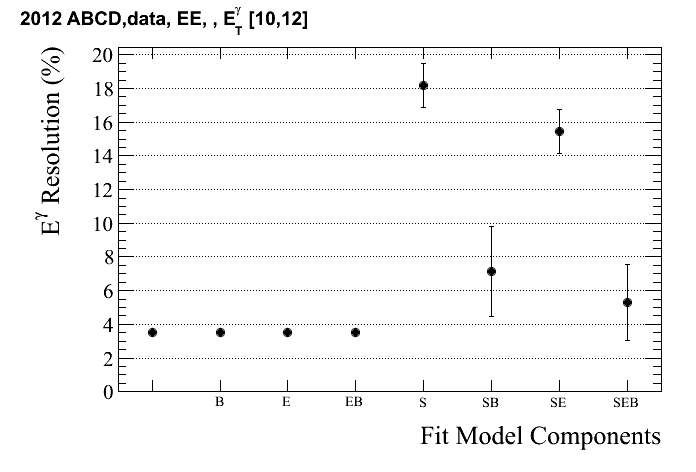 2012 ABCD,data, EE, , E_T^γ [10,12]
E^γ Resolution (%)
20
18
16
14
12
10
8
6
4
2
0
B E EB S SB SE SEB
Fit Model Components